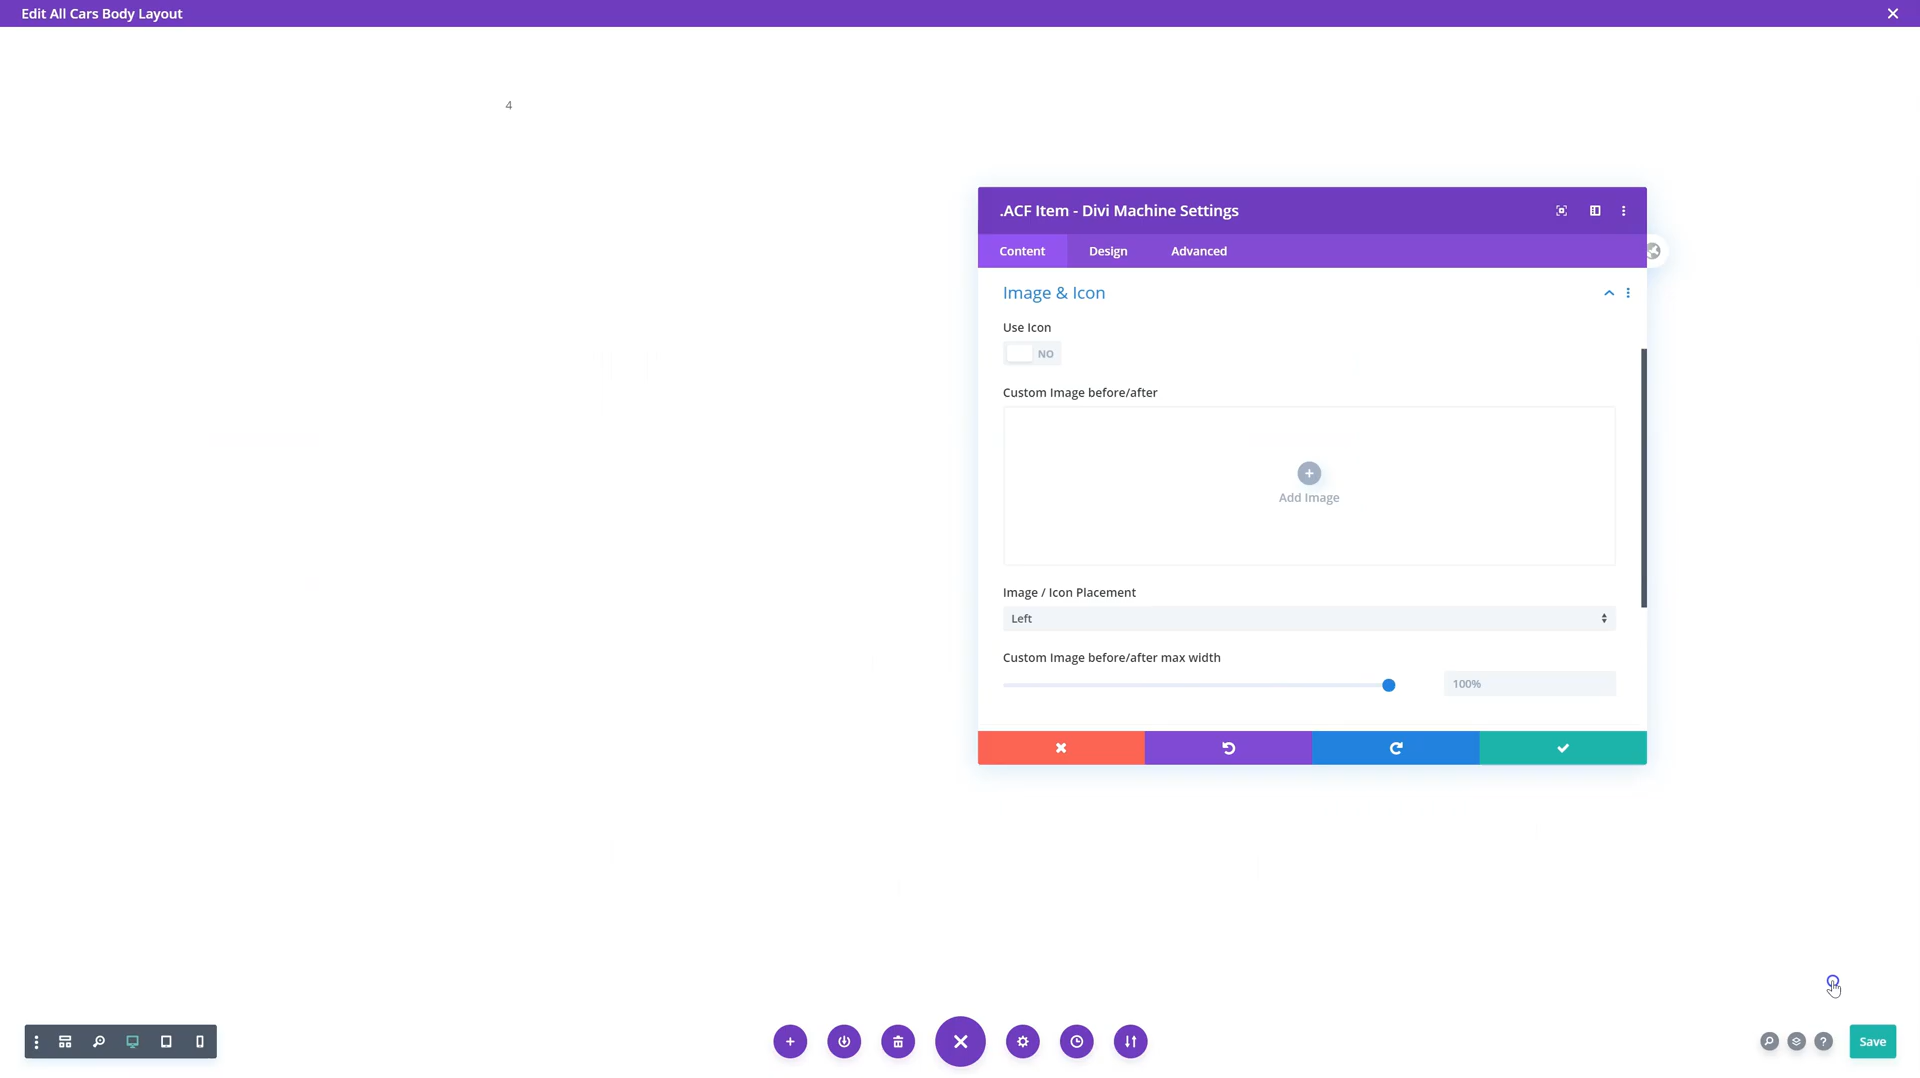 Edit All Cars Body Layout
4
.ACF Item - Divi Machine Settings
Content Design Advanced
Image & Icon
Use Icon
NO
Custom Image before/after
Add Image
Image / Icon Placement
Left
Custom Image before/after max width
100%
Save